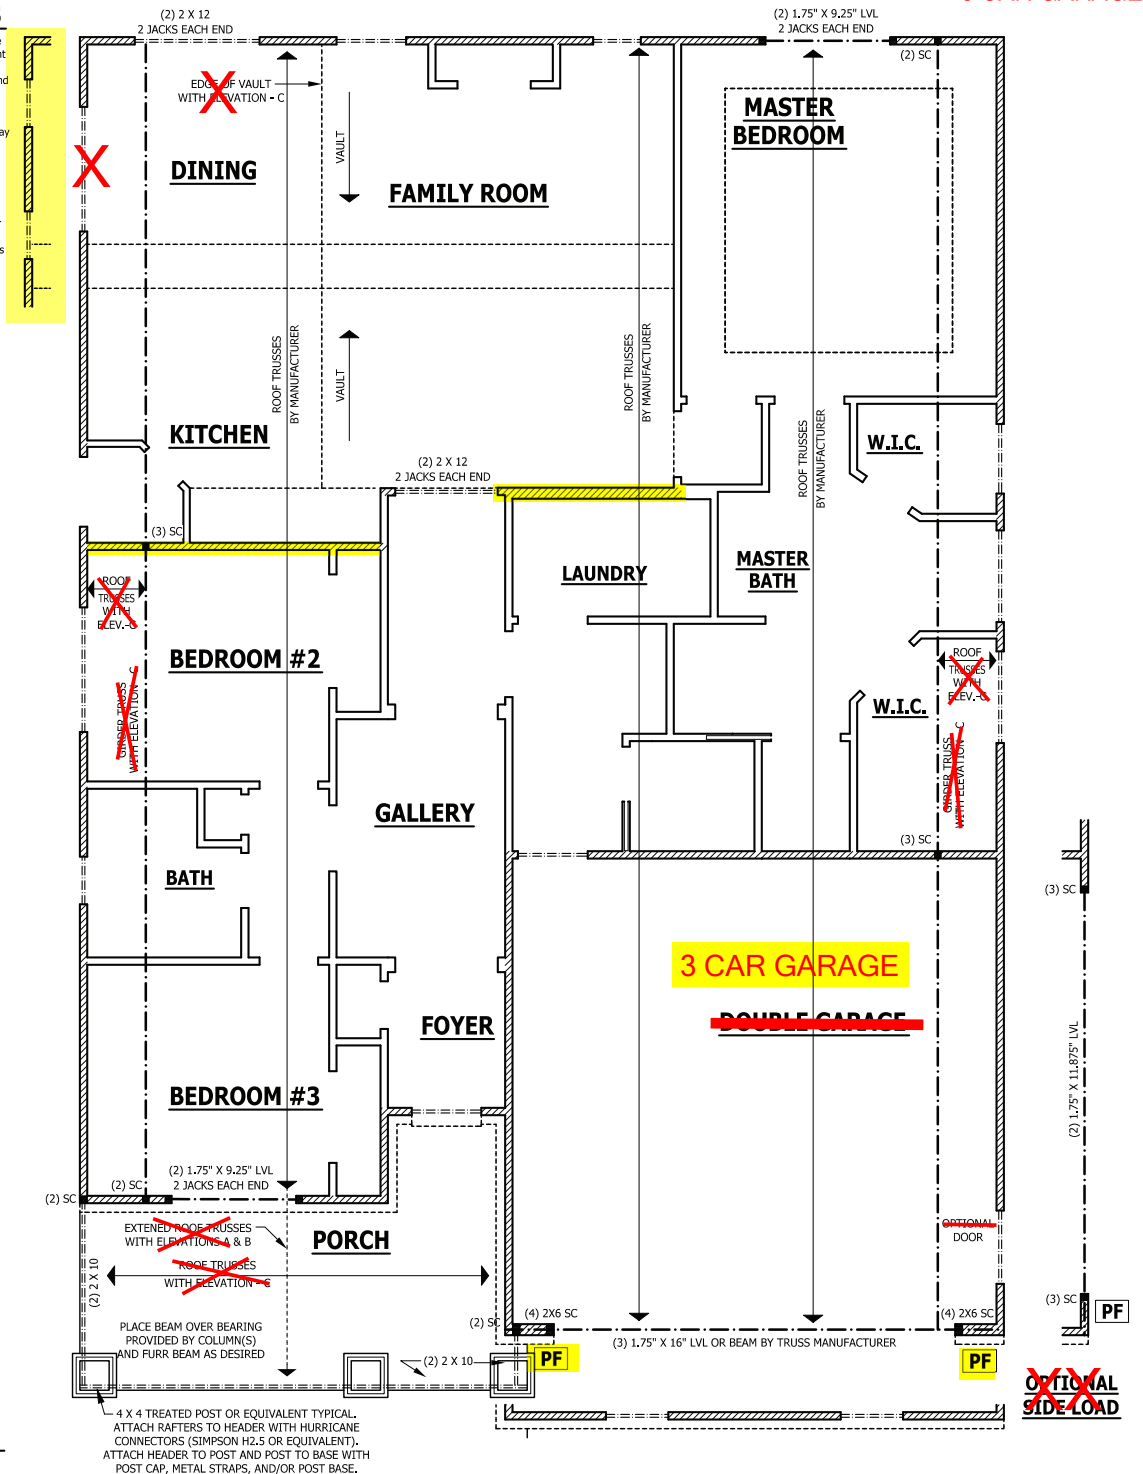 (2) 2 X 12
2 JACKS EACH END
(2) 1.75" X 9.25" LVL
2 JACKS EACH END
(2) SC
EDGE OF VAULT
WITH ELEVATION - C
MASTER
BEDROOM
VAULT
DINING
FAMILY ROOM
ROOF TRUSSES
BY MANUFACTURER
VAULT
ROOF TRUSSES
BY MANUFACTURER
ROOF TRUSSES
BY MANUFACTURER
KITCHEN
W.I.C.
(2) 2 X 12
2 JACKS EACH END
(3) SC
LAUNDRY
MASTER
BATH
ROOF
TRUSSES
WITH
ELEV.-C
BEDROOM #2
ROOF
TRUSSES
WITH
ELEV.-C
GIRDER TRUSS
WITH ELEVATION - C
W.I.C.
GIRDER TRUSS
WITH ELEVATION - C
GALLERY
(3) SC
BATH
(3) SC
3 CAR GARAGE
DOUBLE GARAGE
FOYER
(2) 1.75" X 11.875" LVL
BEDROOM #3
(2) 1.75" X 9.25" LVL
2 JACKS EACH END
(2) SC
(2) SC
EXTENED ROOF TRUSSES
WITH ELEVATIONS A & B
PORCH
OPTIONAL
DOOR
ROOF TRUSSES
WITH ELEVATION - C
(2) 2 X 10
(3) SC
PF
PLACE BEAM OVER BEARING
PROVIDED BY COLUMN(S)
AND FURR BEAM AS DESIRED
(2) SC
(4) 2X6 SC
(4) 2X6 SC
(3) 1.75" X 16" LVL OR BEAM BY TRUSS MANUFACTURER
(2) 2 X 10
PF
PF
OPTIONAL
SIDE LOAD
4 X 4 TREATED POST OR EQUIVALENT TYPICAL.
ATTACH RAFTERS TO HEADER WITH HURRICANE
CONNECTORS (SIMPSON H2.5 OR EQUIVALENT).
ATTACH HEADER TO POST AND POST TO BASE WITH
POST CAP, METAL STRAPS, AND/OR POST BASE.